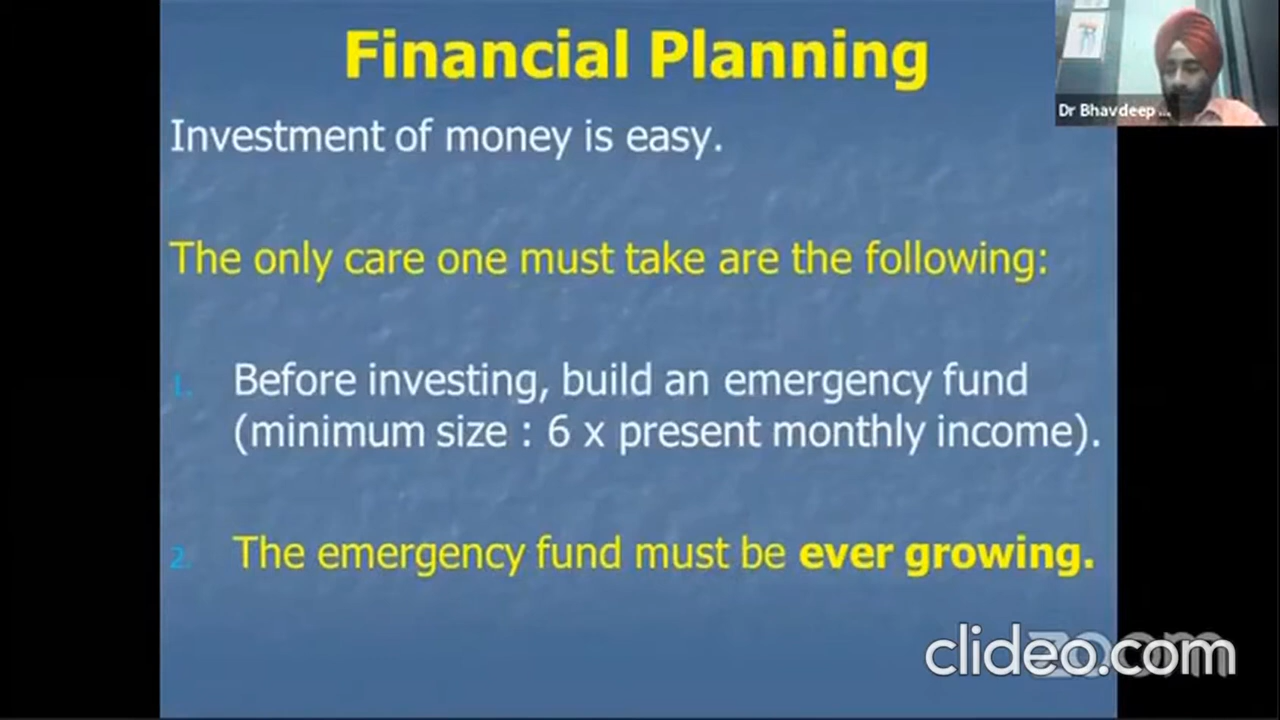 Financial Planning
Dr Bhavdeep ...
Investment of money is easy.
The only care one must take are the following:
1. Before investing, build an emergency fund
(minimum size : 6 x present monthly income).
2. The emergency fund must be ever growing.
clideo.com
zoom